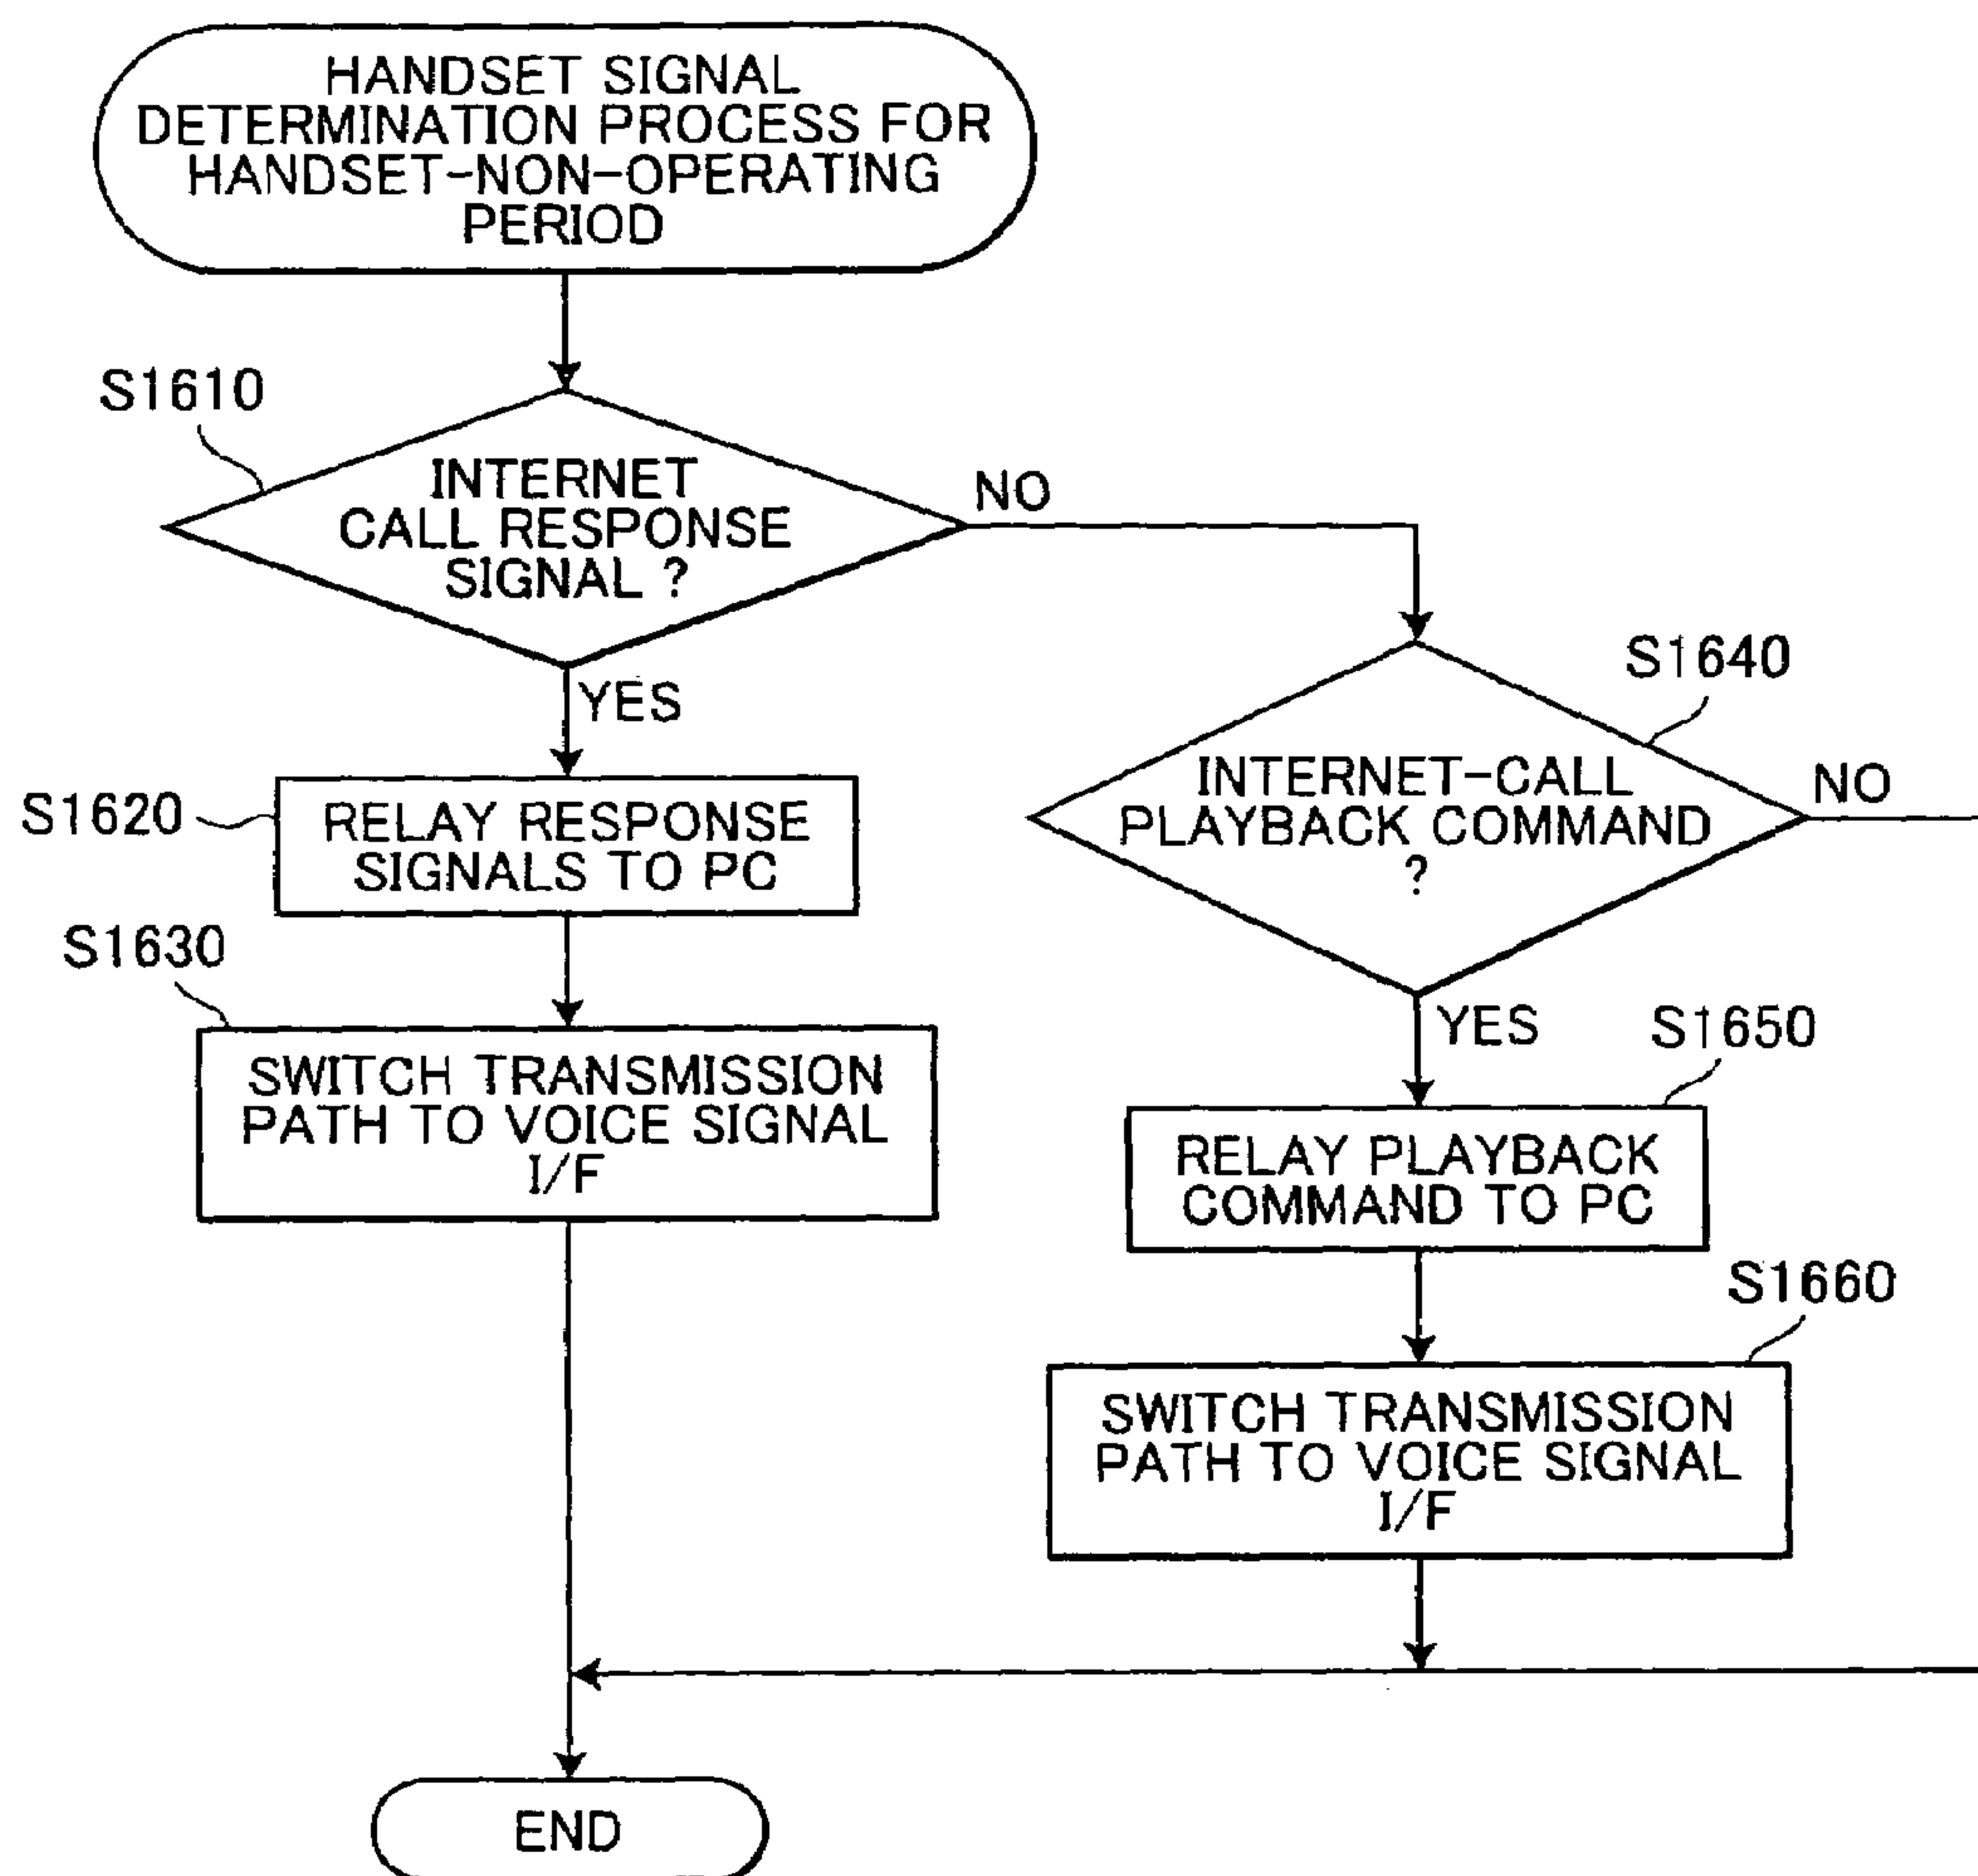 HANDSET SIGNAL
DETERMINATION PROCESS FOR
HANDSET-NON-OPERATING
PERIOD
S1610
INTERNET
CALL RESPONSE
SIGNAL ?
NO
YES
S1620
RELAY RESPONSE
SIGNALS TO PC
S1630
SWITCH TRANSMISSION
PATH TO VOICE SIGNAL
I/F
S1640
INTERNET-CALL
PLAYBACK COMMAND
?
NO
YES
S1650
RELAY PLAYBACK
COMMAND TO PC
S1660
SWITCH TRANSMISSION
PATH TO VOICE SIGNAL
I/F
END